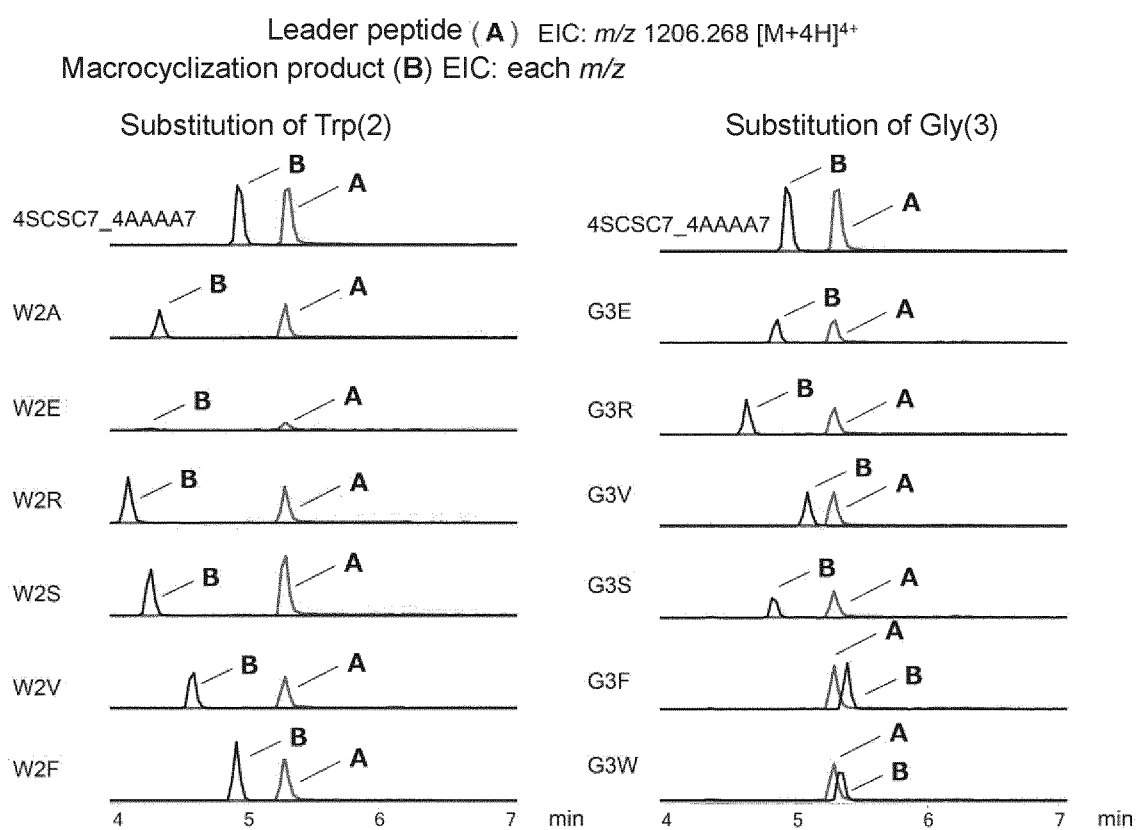 Leader peptide (A) EIC: m/z 1206.268 [M+4H]4+
Macrocyclization product (B) EIC: each m/z
Substitution of Trp(2)
B
A
4SCSC7_4AAAA7
B
A
W2A
B
A
W2E
B
A
W2R
B
A
W2S
B
A
W2V
B
A
W2F
4 5 6 7 min
Substitution of Gly(3)
B
A
4SCSC7_4AAAA7
B
A
G3E
B
A
G3R
B
A
G3V
B
A
G3S
A
B
G3F
A
B
G3W
4 5 6 7 min